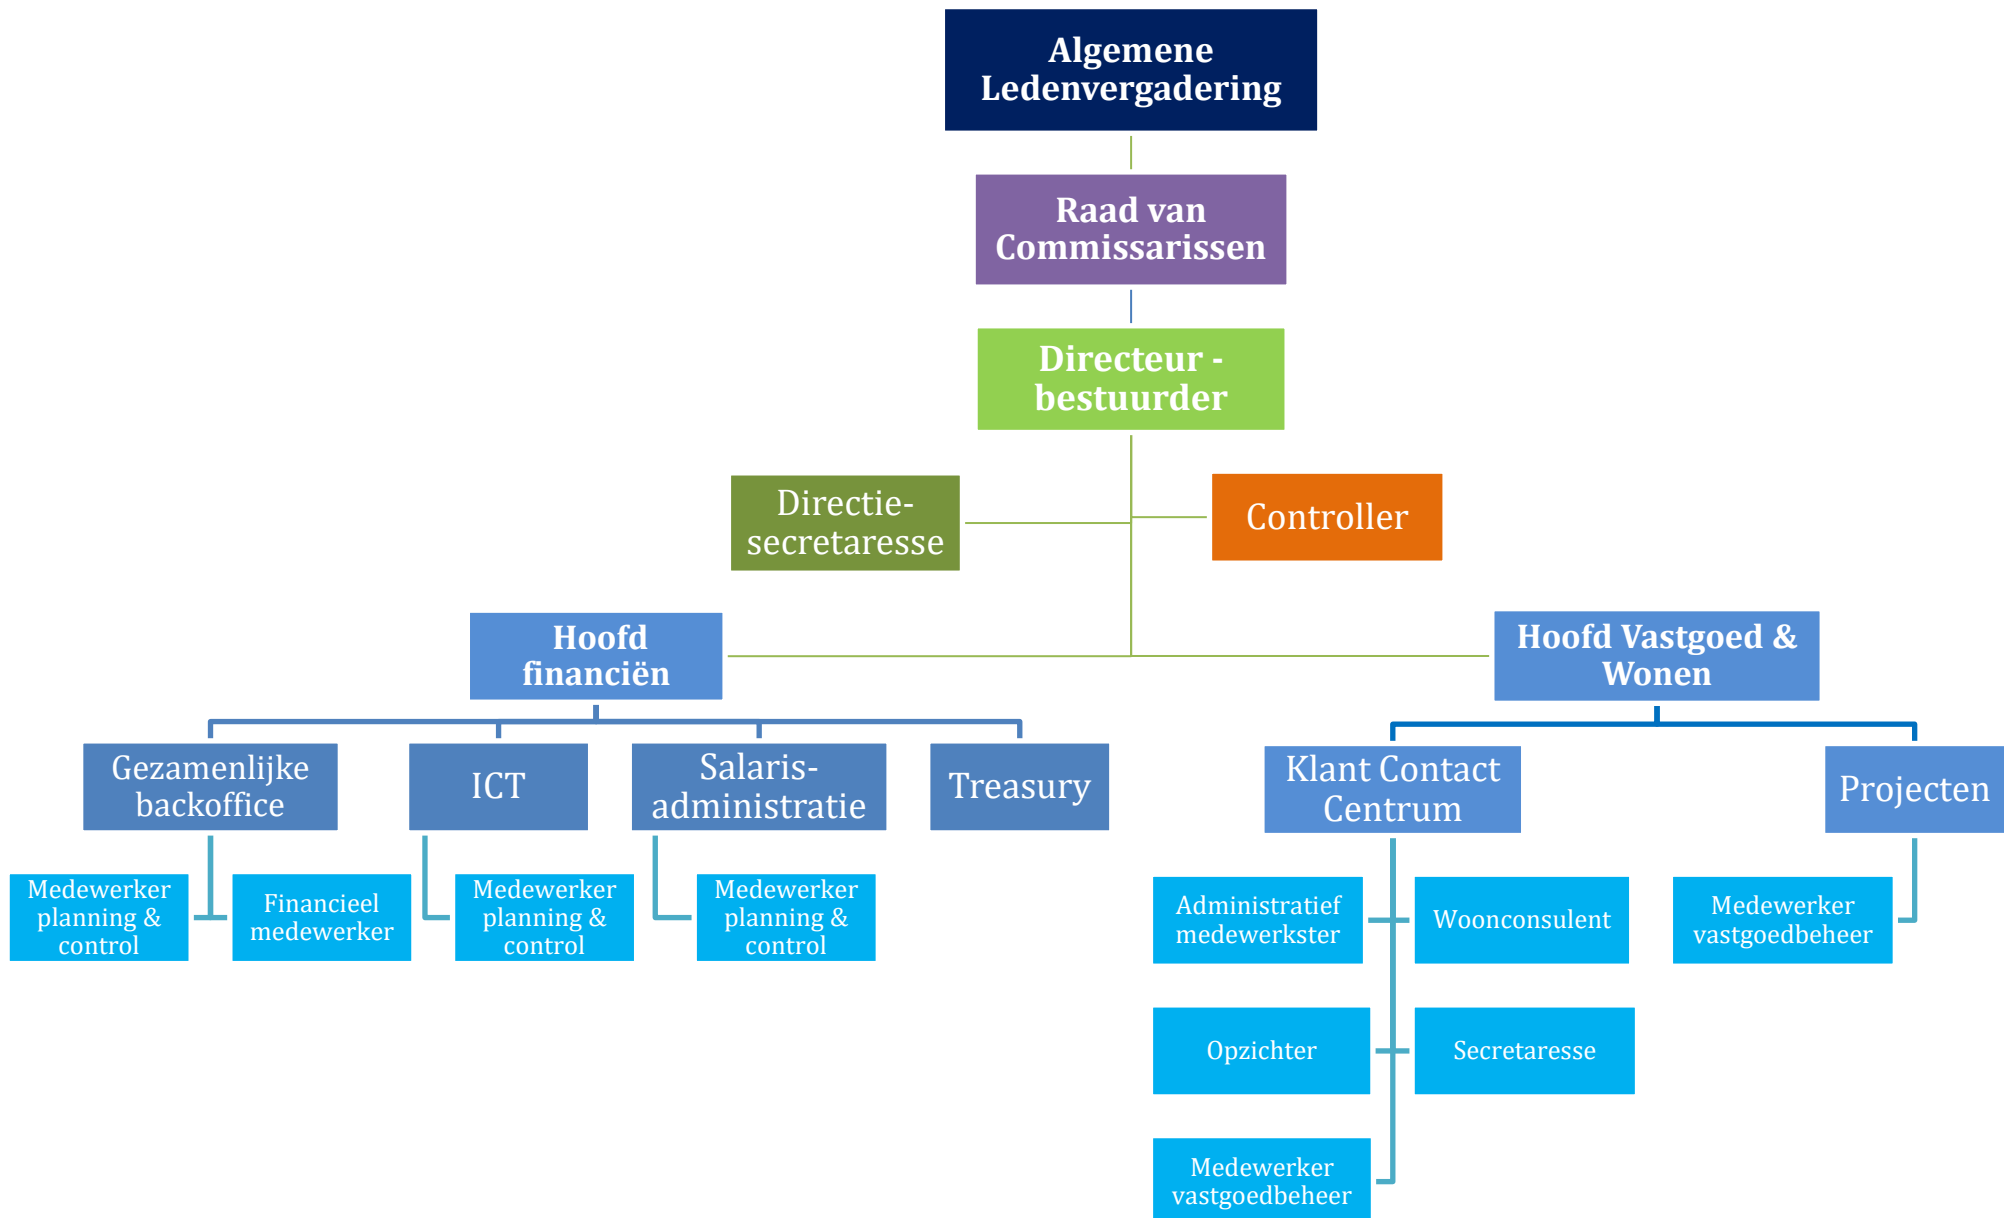 Algemene
Ledenvergadering
Raad van
Commissarissen
Directeur -
bestuurder
Directie-
secretaresse
Controller
Hoofd
financiën
Hoofd Vastgoed &
Wonen
Gezamenlijke
backoffice
ICT
Salaris-
administratie
Treasury
Klant Contact
Centrum
Projecten
Medewerker
planning &
control
Financieel
medewerker
Medewerker
planning &
control
Medewerker
planning &
control
Administratief
medewerkster
Woonconsulent
Medewerker
vastgoedbeheer
Opzichter
Secretaresse
Medewerker
vastgoedbeheer